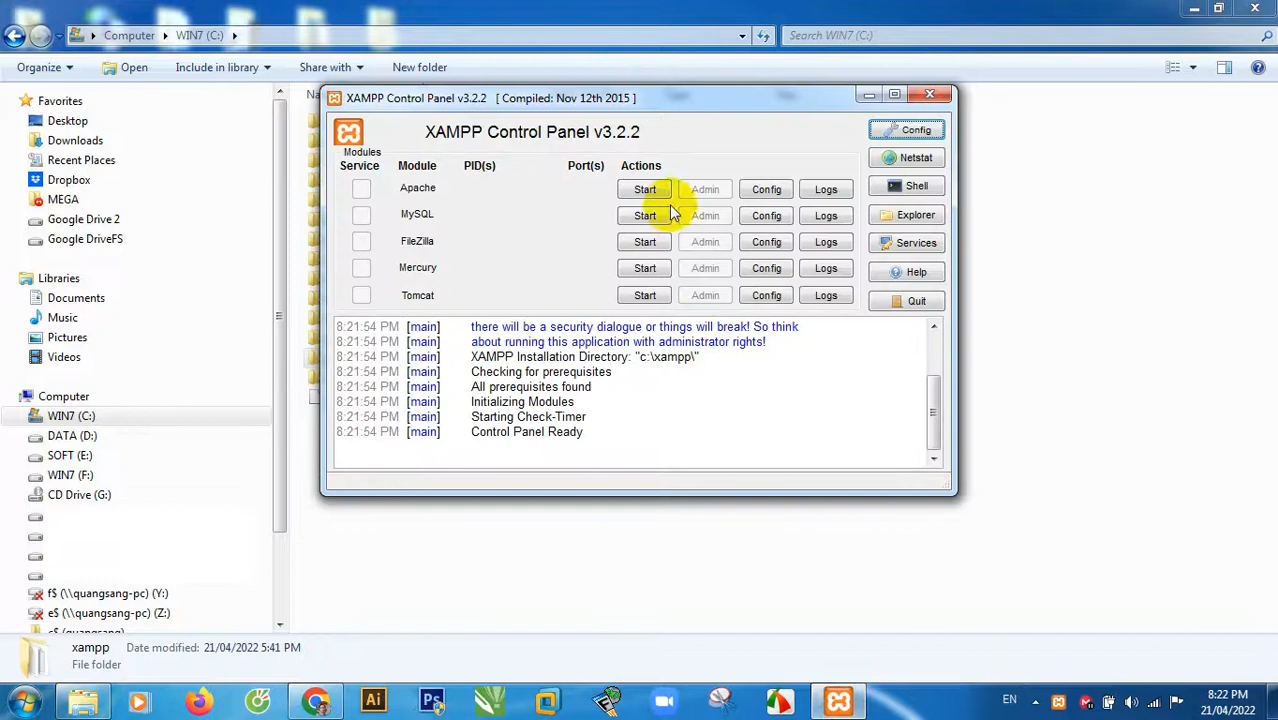 Computer WIN7 (C:)
Search WIN7 (C:)
Organize
Open
Include in library
Share with
New folder
Favorites
Desktop
Downloads
Recent Places
Dropbox
MEGA
Google Drive 2
Google DriveFS
Libraries
Documents
Music
Pictures
Videos
Computer
WIN7 (C:)
DATA (D:)
SOFT (E:)
WIN7 (F:)
CD Drive (G:)
f$ (\\quangsang-pc) (Y:)
e$ (\\quangsang-pc) (Z:)
XAMPP Control Panel v3.2.2 [ Compiled: Nov 12th 2015 ]
XAMPP Control Panel v3.2.2
Modules
Service Module PID(s) Port(s) Actions
Apache Start Admin Config Logs
MySQL Start Admin Config Logs
FileZilla Start Admin Config Logs
Mercury Start Admin Config Logs
Tomcat Start Admin Config Logs
Config
Netstat
Shell
Explorer
Services
Help
Quit
8:21:54 PM [main] there will be a security dialogue or things will break! So think
8:21:54 PM [main] about running this application with administrator rights!
8:21:54 PM [main] XAMPP Installation Directory: "c:\xampp\"
8:21:54 PM [main] Checking for prerequisites
8:21:54 PM [main] All prerequisites found
8:21:54 PM [main] Initializing Modules
8:21:54 PM [main] Starting Check-Timer
8:21:54 PM [main] Control Panel Ready
xampp Date modified: 21/04/2022 5:41 PM
File folder
Ai
Ps
EN
8:22 PM
21/04/2022